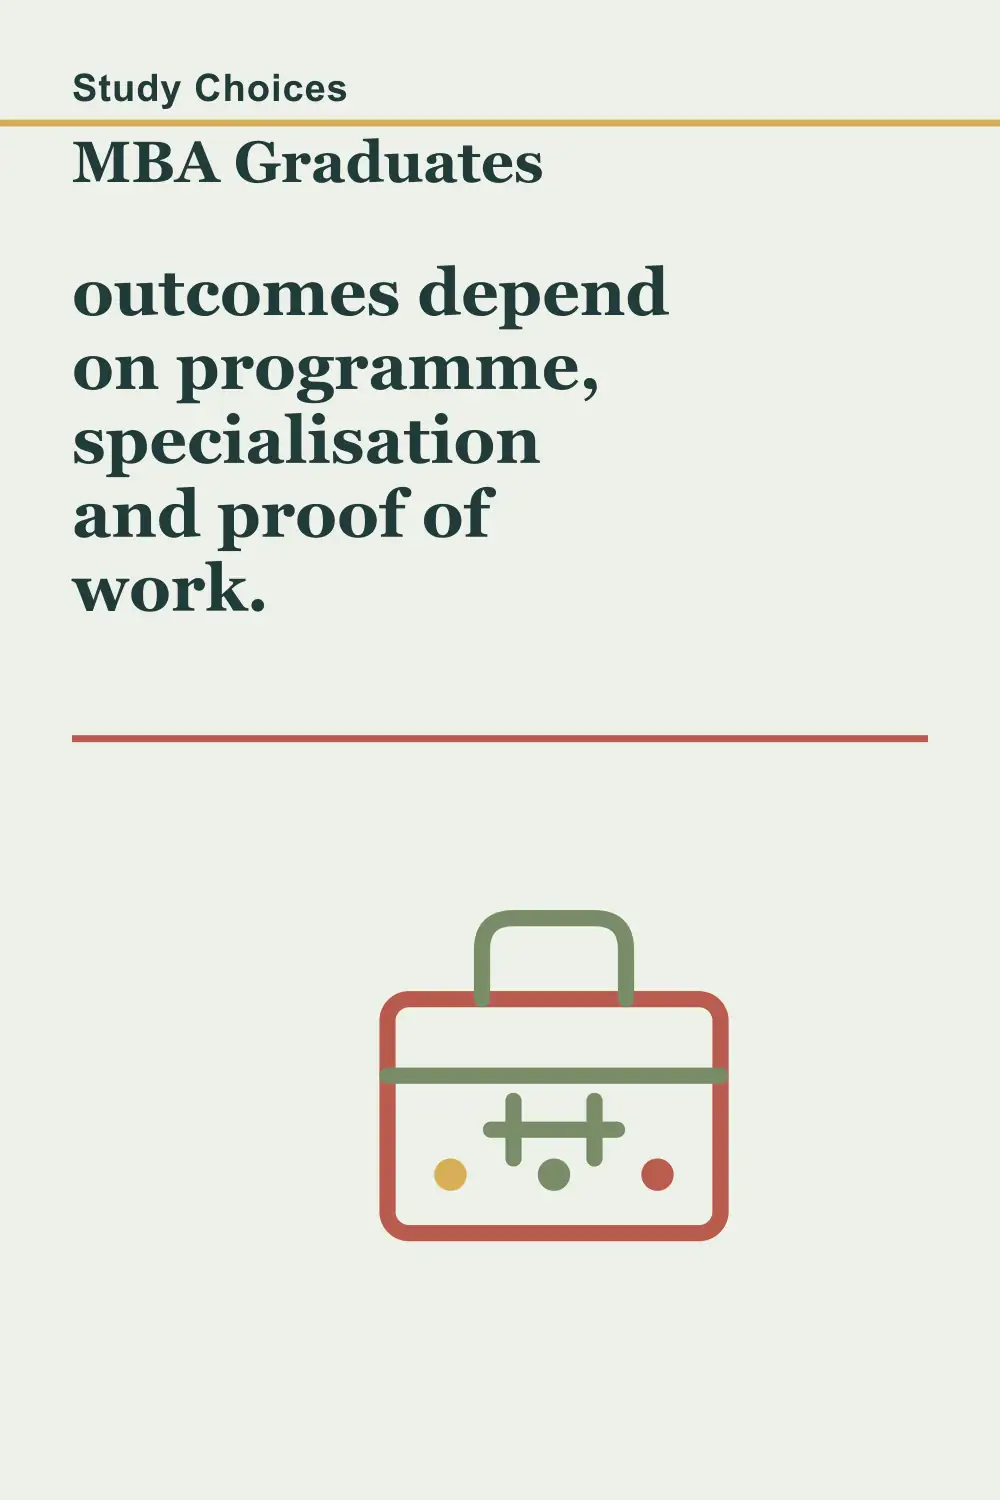 Study Choices
MBA Graduates
outcomes depend
on programme,
specialisation
and proof of
work.